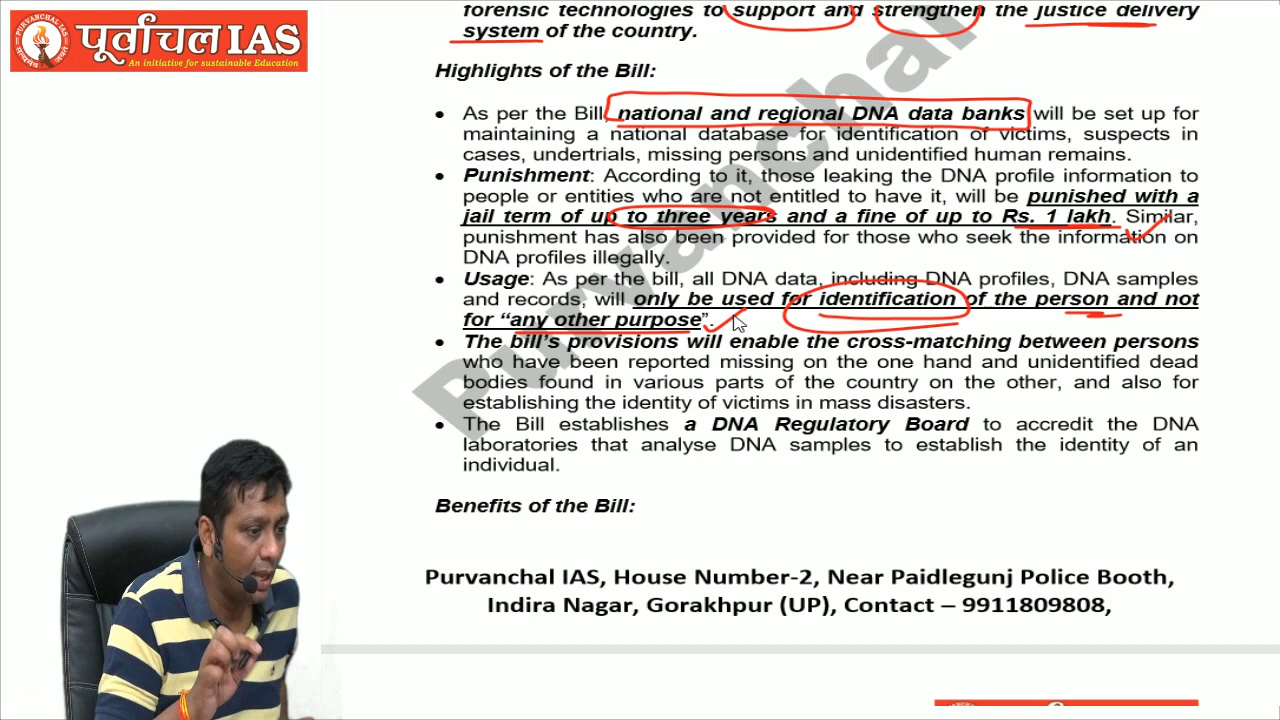 पूर्वांचल IAS
An initiative for sustainable Education
forensic technologies to support and strengthen the justice delivery
system of the country.
Highlights of the Bill:
• As per the Bill, national and regional DNA data banks will be set up for
maintaining a national database for identification of victims, suspects in
cases, undertrials, missing persons and unidentified human remains.
• Punishment: According to it, those leaking the DNA profile information to
people or entities who are not entitled to have it, will be punished with a
jail term of up to three years and a fine of up to Rs. 1 lakh. Similar,
punishment has also been provided for those who seek the information on
DNA profiles illegally.
• Usage: As per the bill, all DNA data, including DNA profiles, DNA samples
and records, will only be used for identification of the person and not
for “any other purpose”.
• The bill’s provisions will enable the cross-matching between persons
who have been reported missing on the one hand and unidentified dead
bodies found in various parts of the country on the other, and also for
establishing the identity of victims in mass disasters.
• The Bill establishes a DNA Regulatory Board to accredit the DNA
laboratories that analyse DNA samples to establish the identity of an
individual.
Benefits of the Bill:
Purvanchal
Purvanchal IAS, House Number-2, Near Paidlegunj Police Booth,
Indira Nagar, Gorakhpur (UP), Contact – 9911809808,